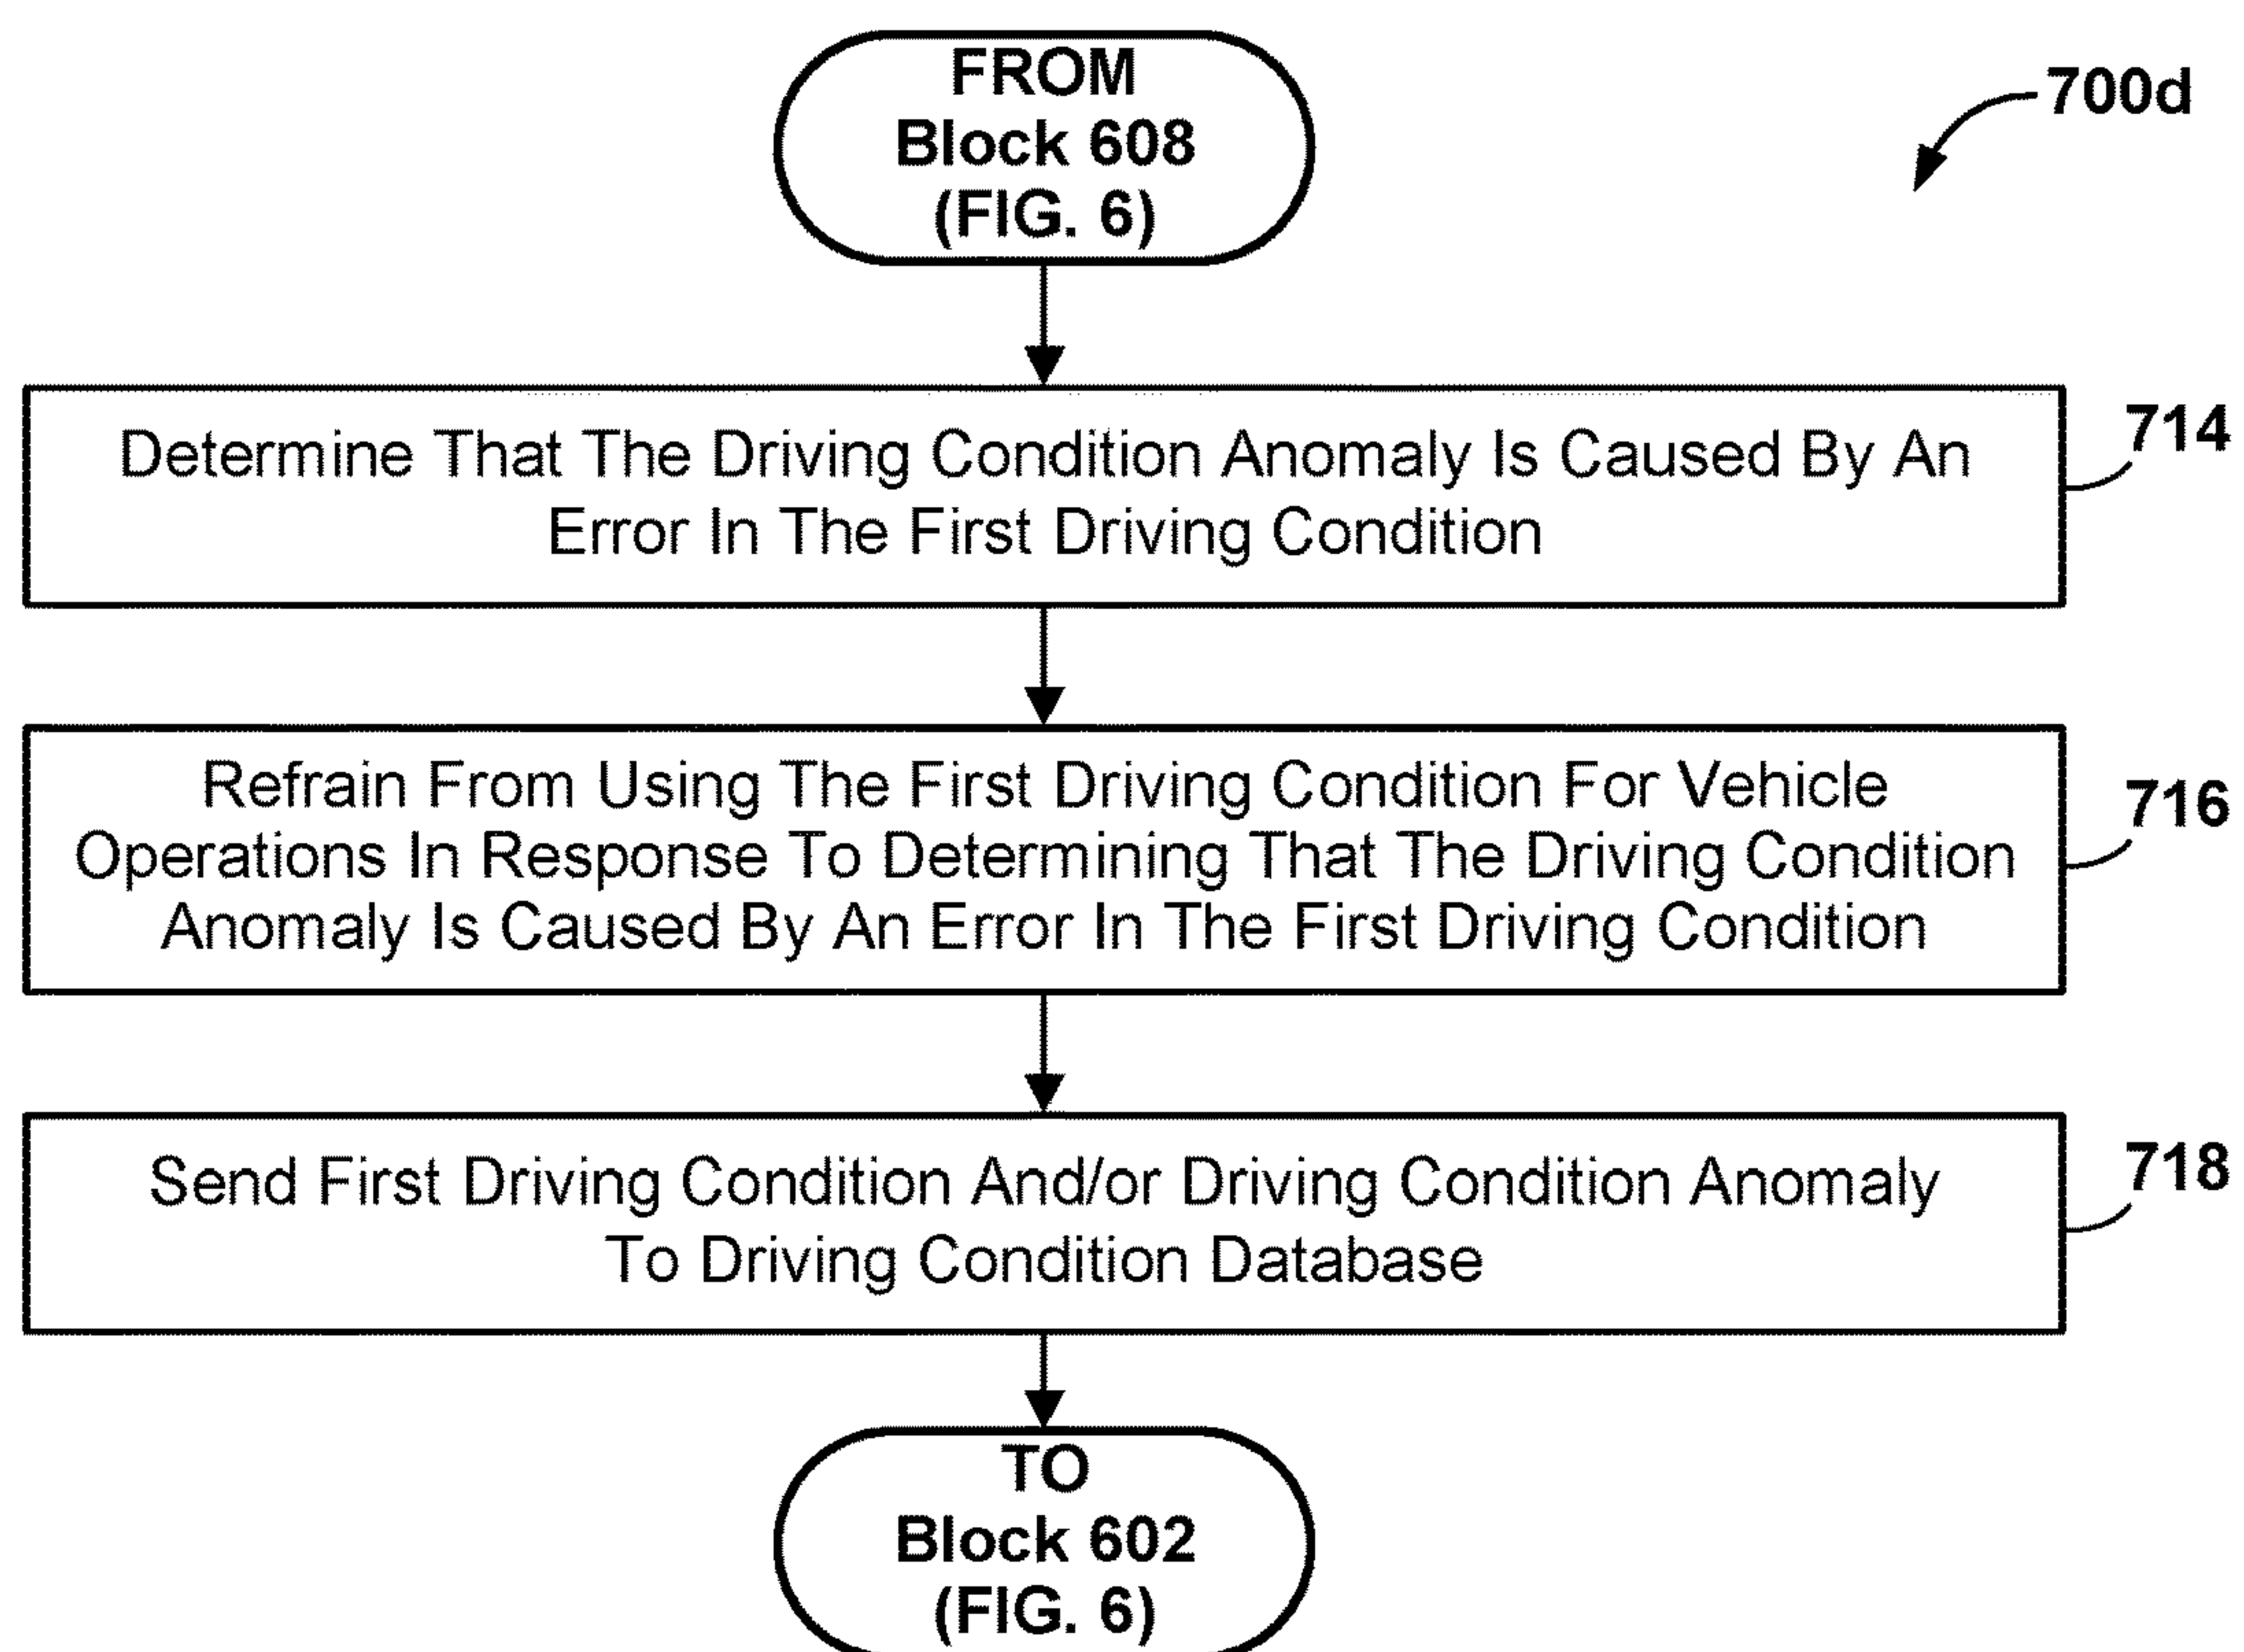 FROM
Block 608
(FIG. 6)
700d
Determine That The Driving Condition Anomaly Is Caused By An
Error In The First Driving Condition
714
Refrain From Using The First Driving Condition For Vehicle
Operations In Response To Determining That The Driving Condition
Anomaly Is Caused By An Error In The First Driving Condition
716
Send First Driving Condition And/or Driving Condition Anomaly
To Driving Condition Database
718
TO
Block 602
(FIG. 6)